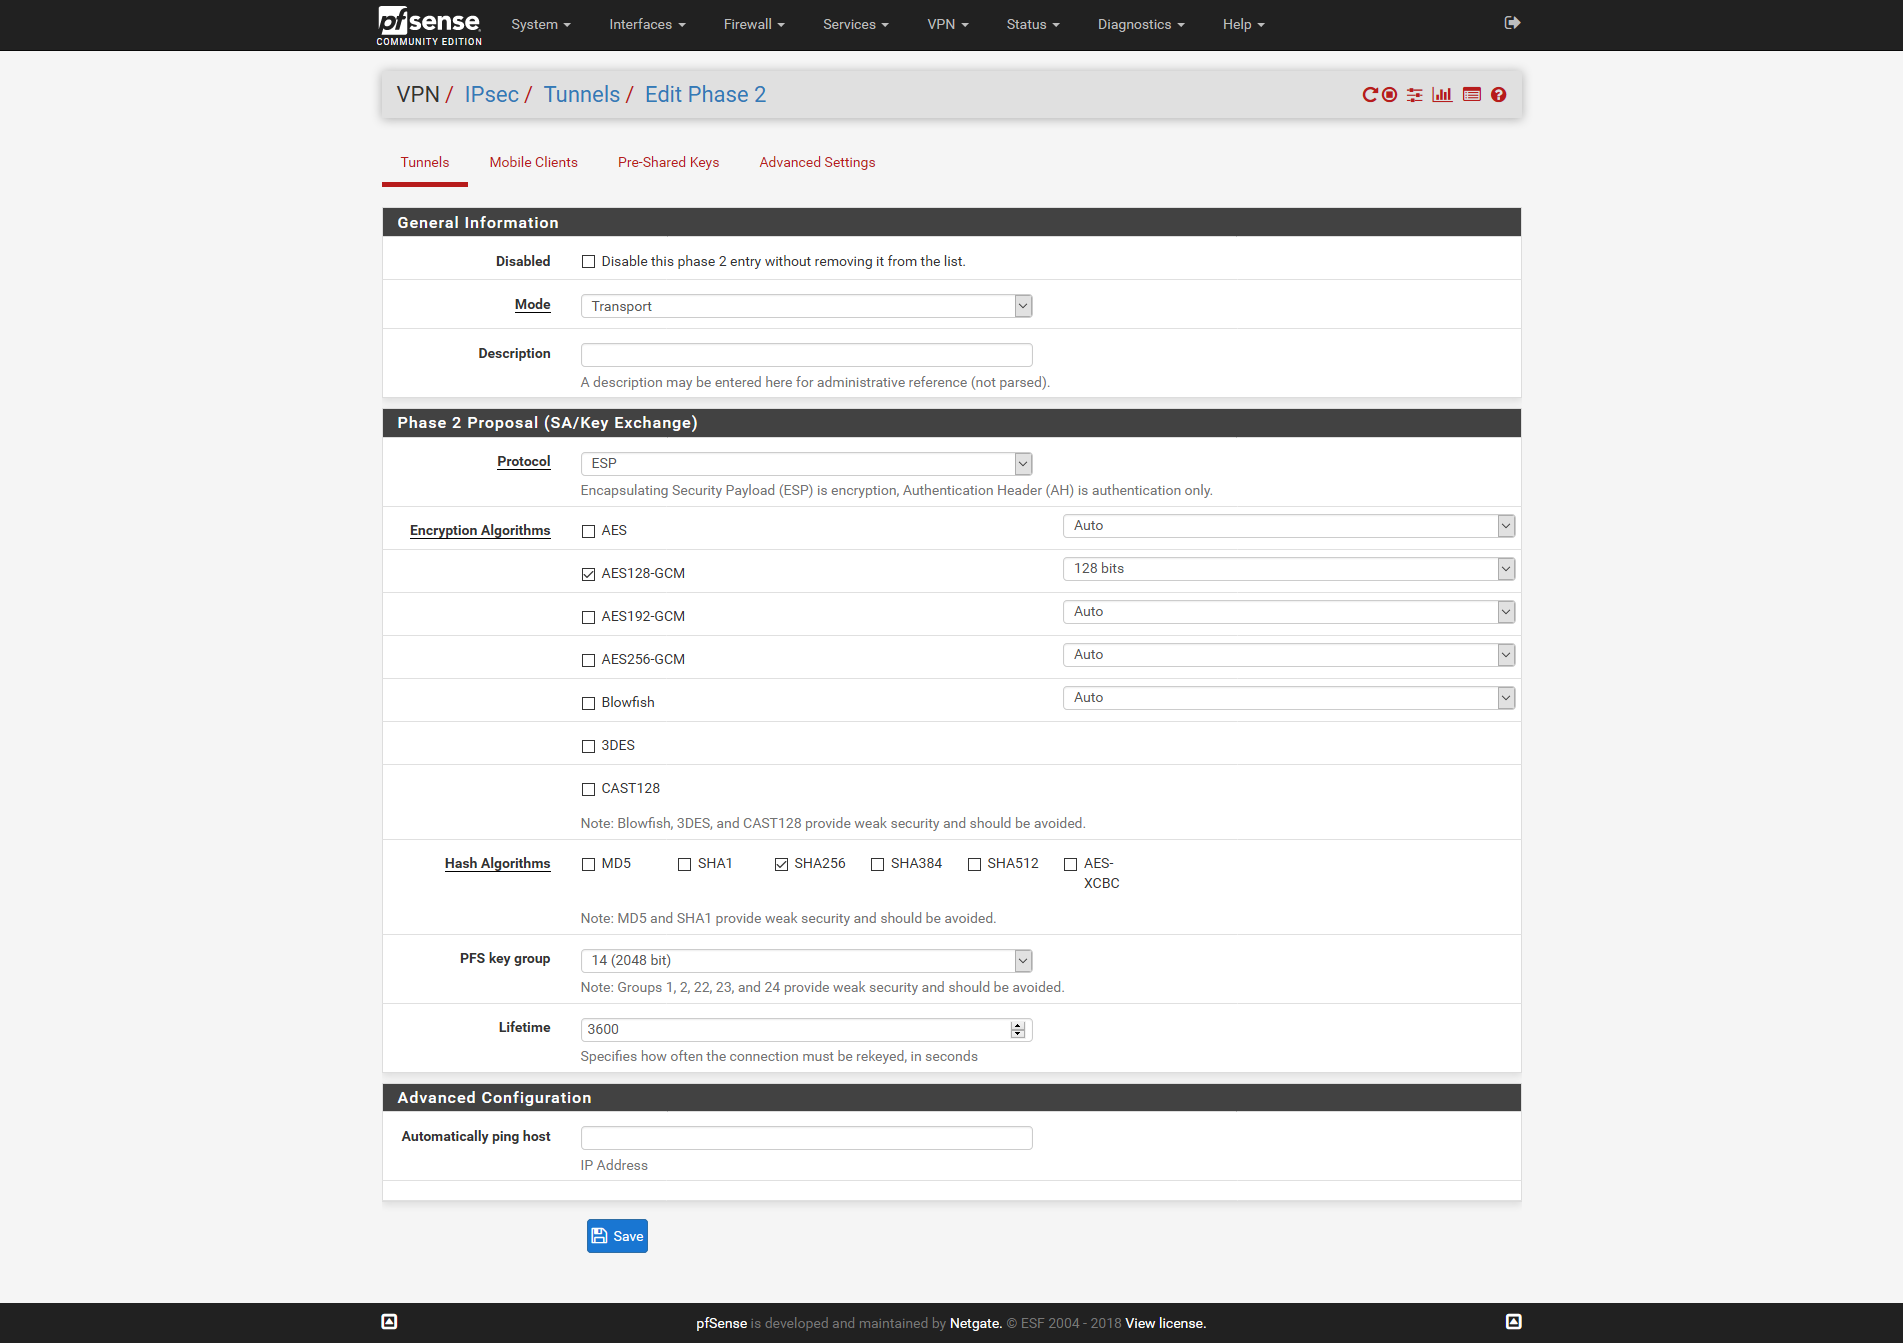 pfsense
COMMUNITY EDITION
System Interfaces Firewall Services VPN Status Diagnostics Help
VPN / IPsec / Tunnels / Edit Phase 2
Tunnels Mobile Clients Pre-Shared Keys Advanced Settings
General Information
Disabled Disable this phase 2 entry without removing it from the list.
Mode Transport
Description
A description may be entered here for administrative reference (not parsed).
Phase 2 Proposal (SA/Key Exchange)
Protocol ESP
Encapsulating Security Payload (ESP) is encryption, Authentication Header (AH) is authentication only.
Encryption Algorithms AES Auto
AES128-GCM 128 bits
AES192-GCM Auto
AES256-GCM Auto
Blowfish Auto
3DES
CAST128
Note: Blowfish, 3DES, and CAST128 provide weak security and should be avoided.
Hash Algorithms MD5 SHA1 SHA256 SHA384 SHA512 AES-
XCBC
Note: MD5 and SHA1 provide weak security and should be avoided.
PFS key group 14 (2048 bit)
Note: Groups 1, 2, 22, 23, and 24 provide weak security and should be avoided.
Lifetime 3600
Specifies how often the connection must be rekeyed, in seconds
Advanced Configuration
Automatically ping host
IP Address
Save
pfSense is developed and maintained by Netgate. © ESF 2004 - 2018 View license.